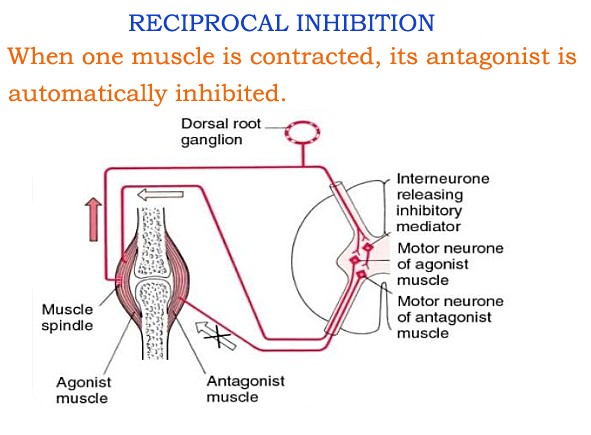 RECIPROCAL INHIBITION
When one muscle is contracted, its antagonist is
automatically inhibited.
Dorsal root
ganglion
Interneurone
releasing
inhibitory
mediator
Motor neurone
of agonist
muscle
Motor neurone
of antagonist
muscle
Muscle
spindle
Agonist
muscle
Antagonist
muscle